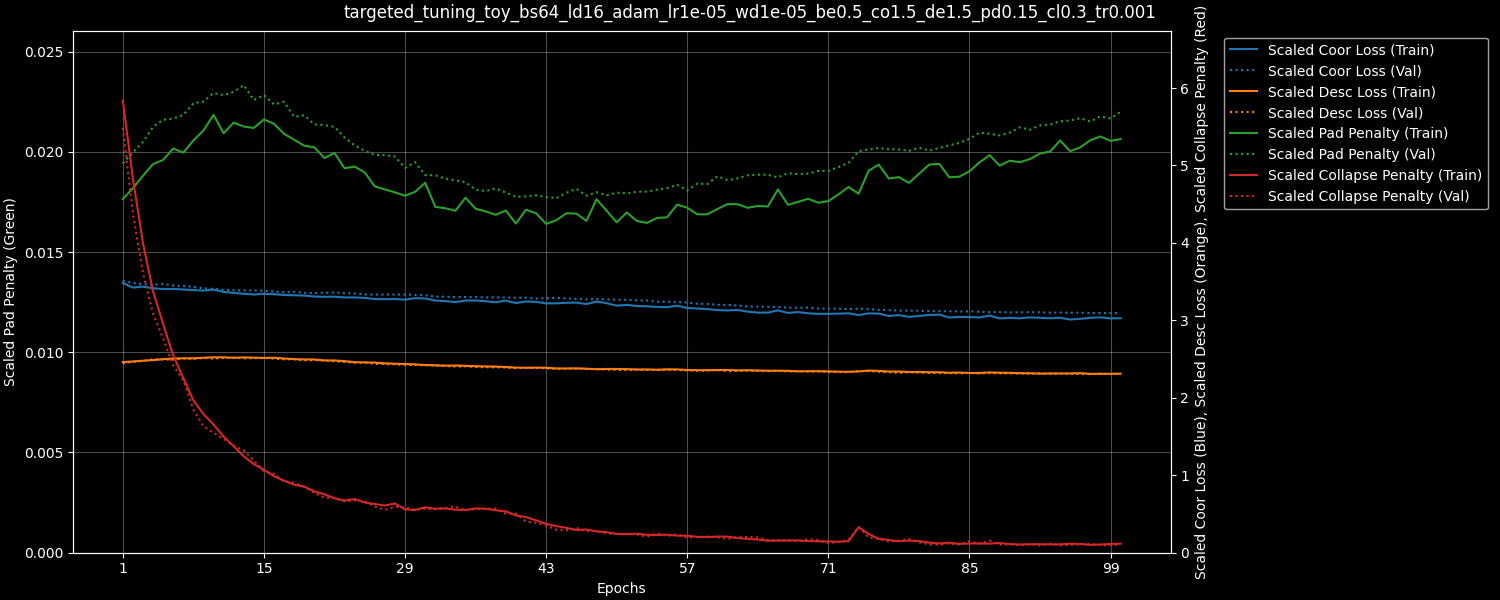 targeted_tuning_toy_bs64_ld16_adam_lr1e-05_wd1e-05_be0.5_co1.5_de1.5_pd0.15_cl0.3_tr0.001
Scaled Pad Penalty (Green)
0.025
0.020
0.015
0.010
0.005
0.000
1
15
29
43
57
71
85
99
Epochs
6
5
4
3
2
1
0
Scaled Coor Loss (Blue), Scaled Desc Loss (Orange), Scaled Collapse Penalty (Red)
Scaled Coor Loss (Train)
Scaled Coor Loss (Val)
Scaled Desc Loss (Train)
Scaled Desc Loss (Val)
Scaled Pad Penalty (Train)
Scaled Pad Penalty (Val)
Scaled Collapse Penalty (Train)
Scaled Collapse Penalty (Val)